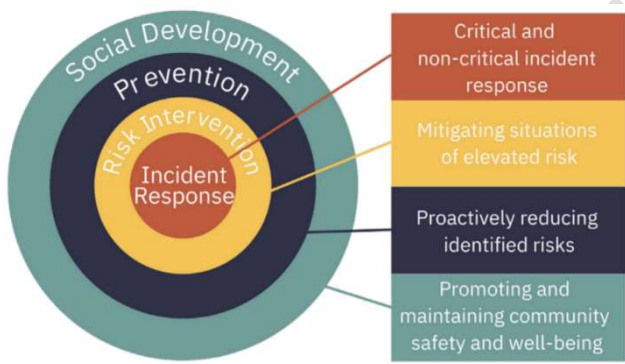 Social Development
Prevention
Risk Intervention
Incident
Response
Critical and
non-critical incident
response
Mitigating situations
of elevated risk
Proactively reducing
identified risks
Promoting and
maintaining community
safety and well-being